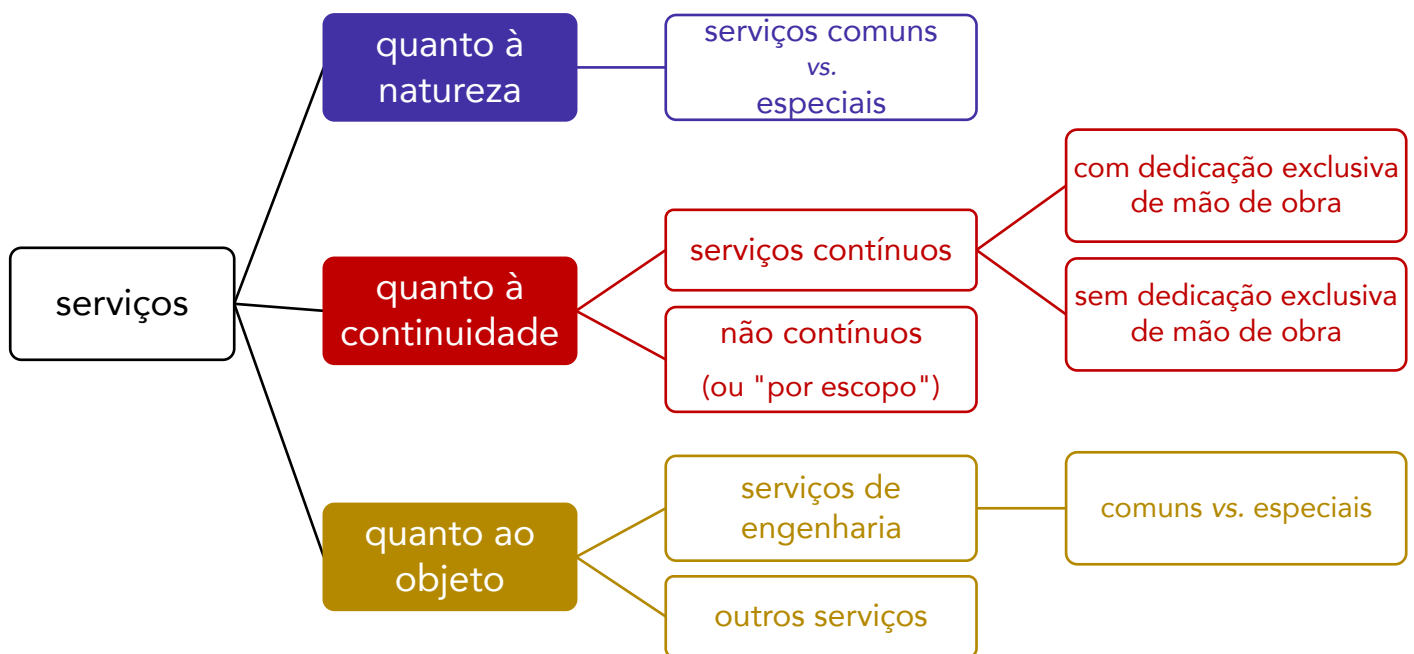 serviços
quanto à
natureza
serviços comuns
vs.
especiais
quanto à
continuidade
serviços contínuos
com dedicação exclusiva
de mão de obra
sem dedicação exclusiva
de mão de obra
não contínuos
(ou "por escopo")
quanto ao
objeto
serviços de
engenharia
comuns vs. especiais
outros serviços